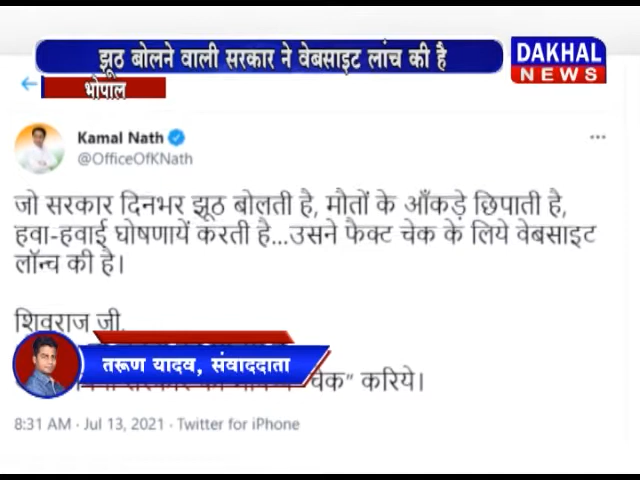 झूठ बोलने वाली सरकार ने वेबसाइट लांच की है
DAKHAL
NEWS
भोपाल
Kamal Nath
@OfficeOfKNath
जो सरकार दिनभर झूठ बोलती है, मौतों के आँकड़े छिपाती है,
हवा-हवाई घोषणायें करती है...उसने फैक्ट चेक के लिये वेबसाइट
लॉन्च की है।
शिवराज जी,
तरूण यादव, संवाददाता
"चेक" करिये।
8:31 AM · Jul 13, 2021 · Twitter for iPhone